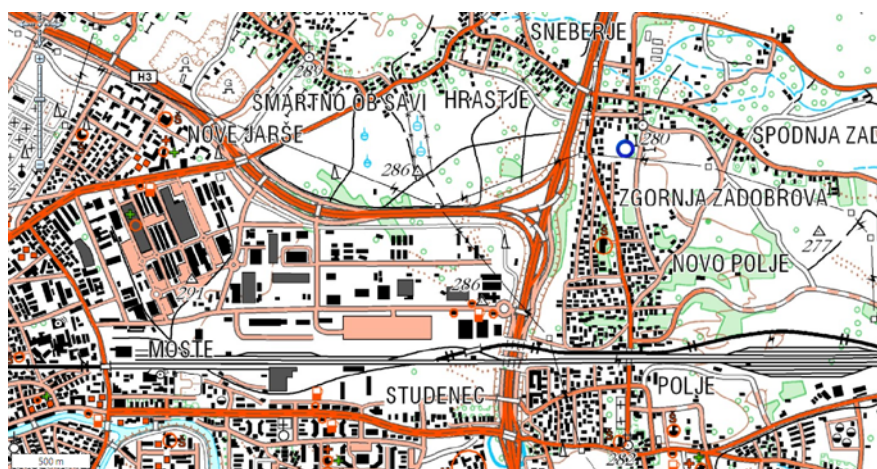 SNEBERJE
H3
289
ŠMARTNO OB SAVI
HRASTJE
NOVE JARŠE
280
SPODNJA ZAD
286
ZGORNJA ZADOBROVA
277
NOVO POLJE
291
286
MOSTE
STUDENEC
POLJE
282
500 m